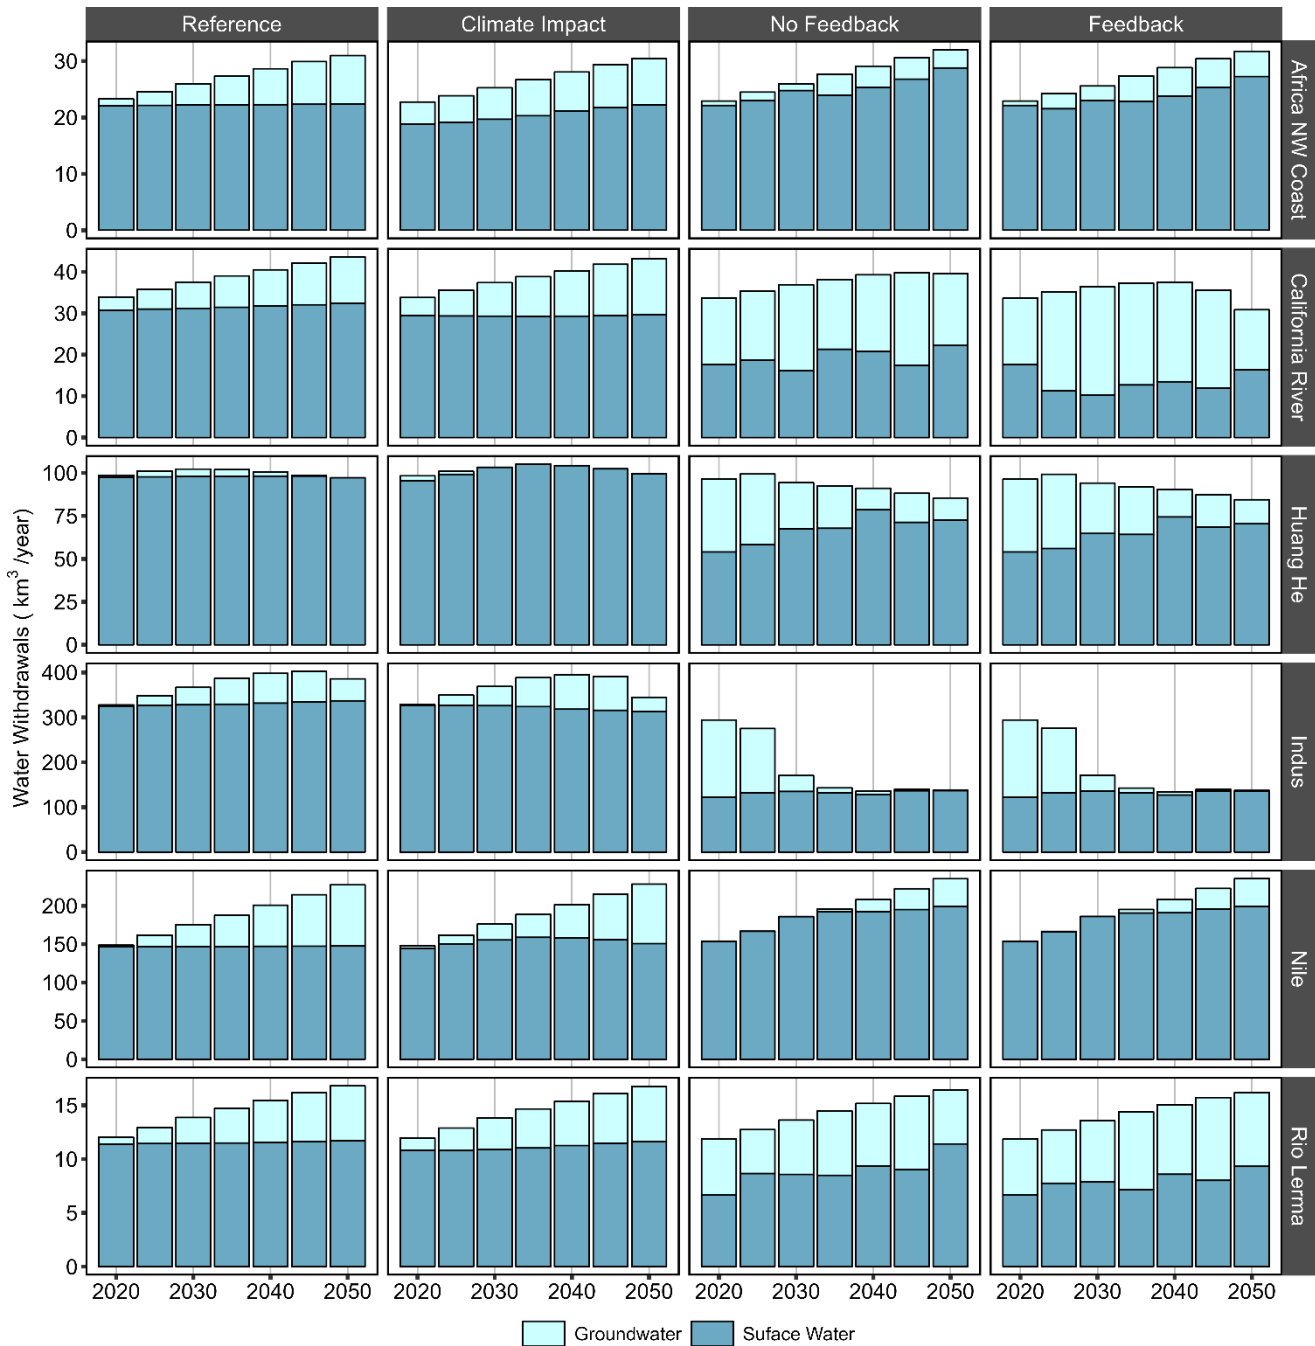 Reference Climate Impact No Feedback Feedback
Water Withdrawals ( km³ /year)
30
20
10
0
Africa NW Coast
40
30
20
10
0
California River
100
75
50
25
0
Huang He
400
300
200
100
0
Indus
200
150
100
50
0
Nile
15
10
5
0
Rio Lerma
2020 2030 2040 2050 2020 2030 2040 2050 2020 2030 2040 2050 2020 2030 2040 2050
Groundwater Suface Water